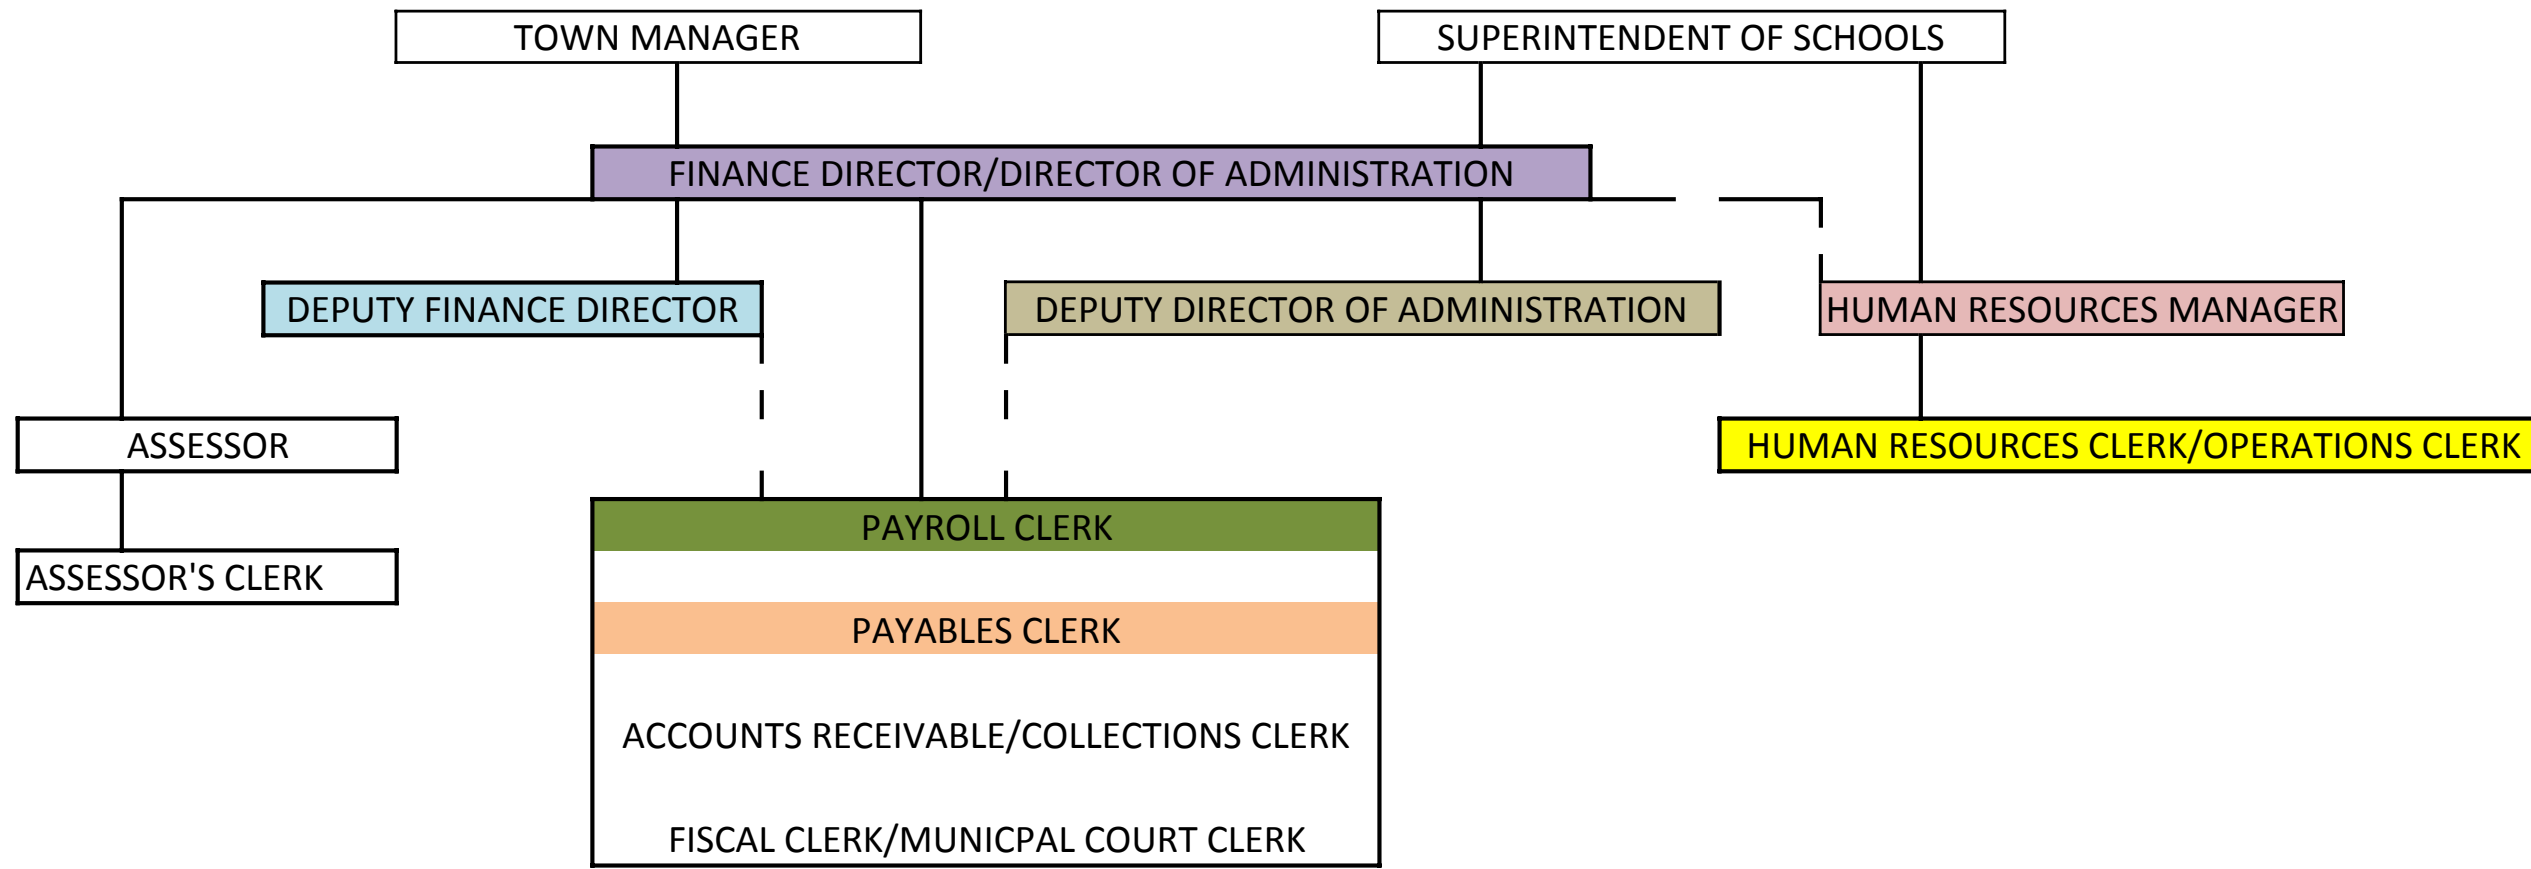 TOWN MANAGER
SUPERINTENDENT OF SCHOOLS
FINANCE DIRECTOR/DIRECTOR OF ADMINISTRATION
DEPUTY FINANCE DIRECTOR
DEPUTY DIRECTOR OF ADMINISTRATION
HUMAN RESOURCES MANAGER
ASSESSOR
HUMAN RESOURCES CLERK/OPERATIONS CLERK
PAYROLL CLERK
ASSESSOR'S CLERK
PAYABLES CLERK
ACCOUNTS RECEIVABLE/COLLECTIONS CLERK
FISCAL CLERK/MUNICPAL COURT CLERK